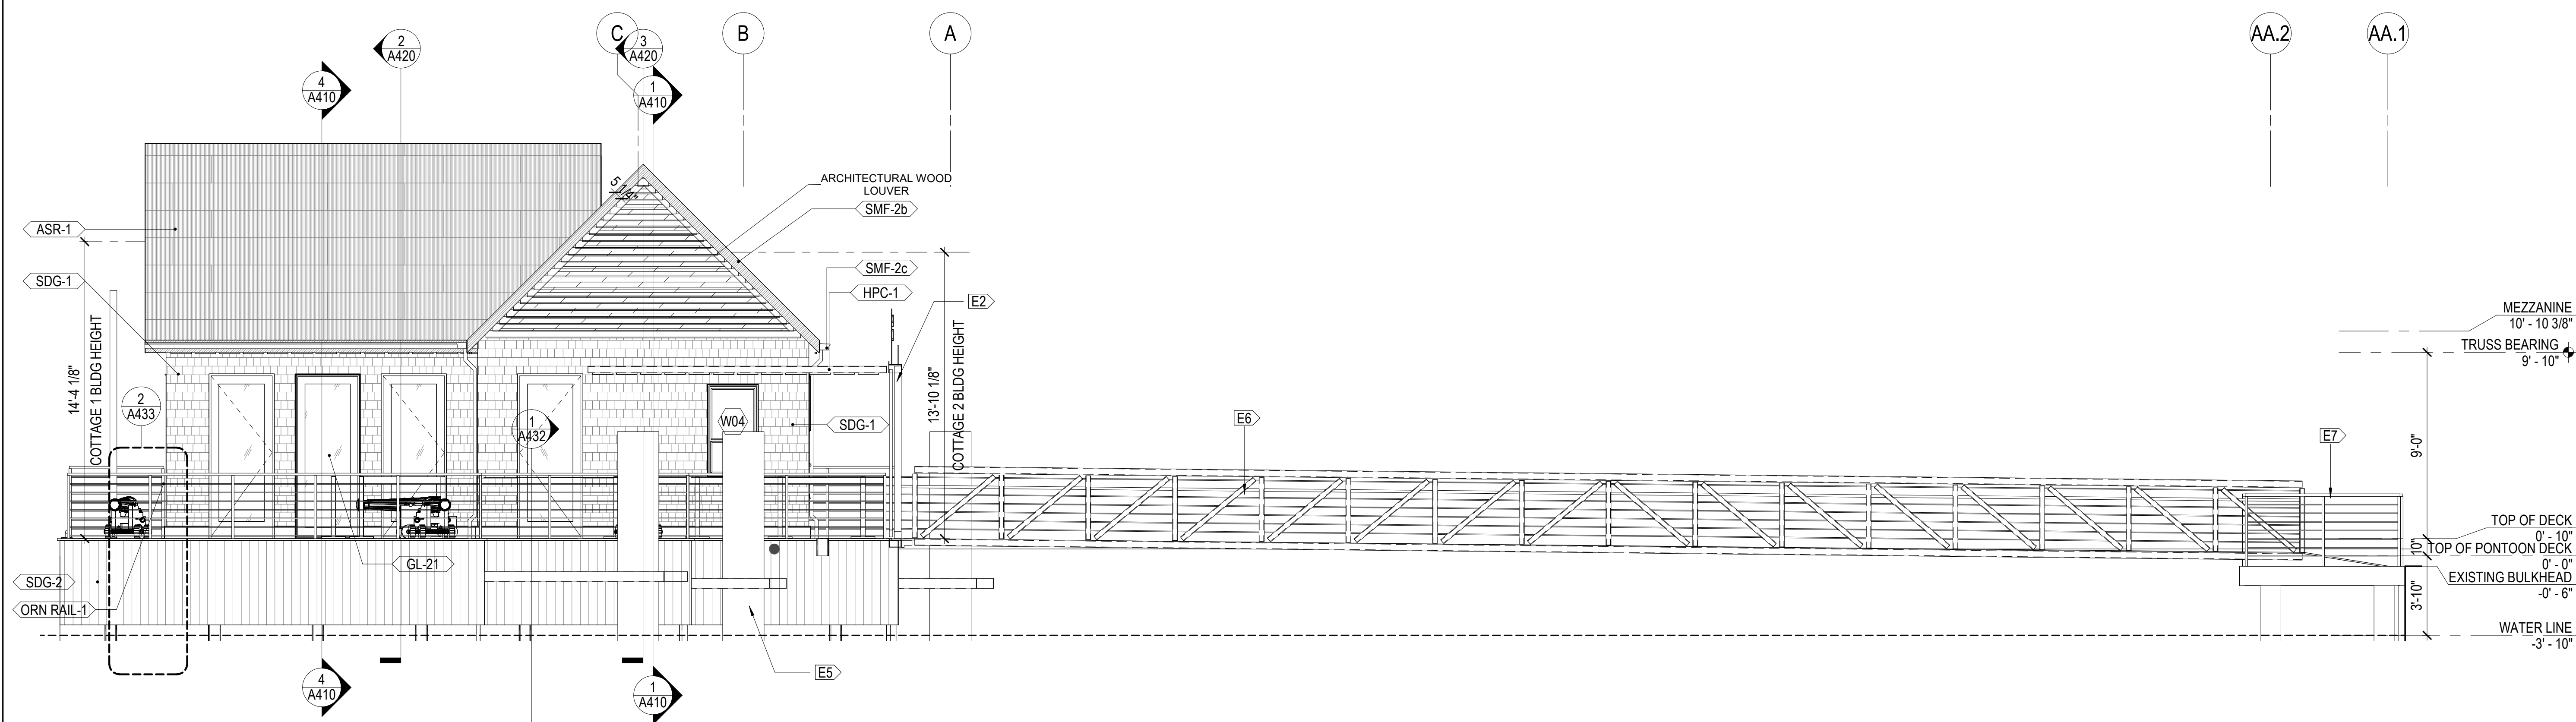 C
B
A
AA.2
AA.1
2
A420
3
A420
4
A410
1
A410
5 1/4"
ARCHITECTURAL WOOD
LOUVER
SMF-2b
ASR-1
SMF-2c
SDG-1
HPC-1
E2
MEZZANINE
10' - 10 3/8"
TRUSS BEARING
9' - 10"
14'-4 1/8"
COTTAGE 1 BLDG HEIGHT
13'-10 1/8"
COTTAGE 2 BLDG HEIGHT
2
A433
1
A432
W04
SDG-1
E6
E7
9'-0"
TOP OF DECK
0' - 10"
10"
TOP OF PONTOON DECK
0' - 0"
EXISTING BULKHEAD
-0' - 6"
3'-10"
SDG-2
GL-21
ORN RAIL-1
WATER LINE
-3' - 10"
E5
4
A410
1
A410